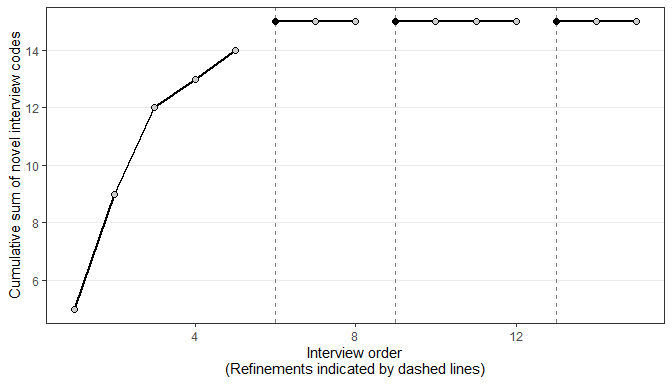 Cumulative sum of novel interview codes
14
12
10
8
6
4
8
12
Interview order
(Refinements indicated by dashed lines)